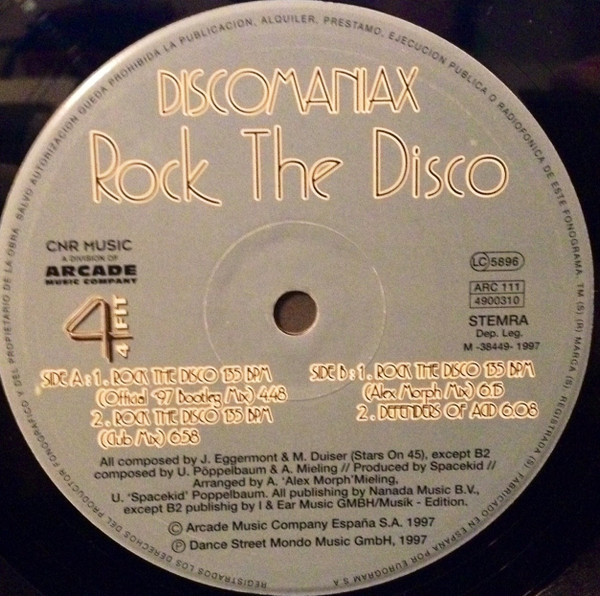 SALVO AUTORIZACION QUEDA PROHIBIDA LA PUBLICACION, ALQUILER, PRESTAMO, EJECUCION PUBLICA O RADIOFONICA DE ESTE FONOGRAMA. TM (S) (R) MARCA (S). REGISTRADA (S). FABRICADO EN ESPAÑA POR EUROGRAM S A
REGISTRADOS LOS DERECHOS DEL PRODUCTOR FONOGRAFICO Y DEL PROPIETARIO DE LA OBRA.
DISCOMANIAX
Rock The Disco
CNR MUSIC
A DIVISION OF
ARCADE
MUSIC COMPANY
4
4 FIT
LC 5896
ARC 111
4900310
STEMRA
Dep. Leg.
M -38449- 1997
SIDE A : 1. ROCK THE DISCO 135 BPM
(Official '97 Bootleg Mix) 4.48
2. ROCK THE DISCO 135 BPM
(Club Mix) 6.58
SIDE B : 1. ROCK THE DISCO 135 BPM
(Alex Morph Mix) 6.15
2. DEFENDERS OF ACID 6.08
All composed by J. Eggermont & M. Duiser (Stars On 45), except B2
composed by U. Pöppelbaum & A. Mieling // Produced by Spacekid //
Arranged by A. 'Alex Morph'Mieling,
U. 'Spacekid' Poppelbaum. All publishing by Nanada Music B.V.,
except B2 publishig by I & Ear Music GMBH/Musik - Edition.
© Arcade Music Company España S.A. 1997
℗ Dance Street Mondo Music GmbH, 1997